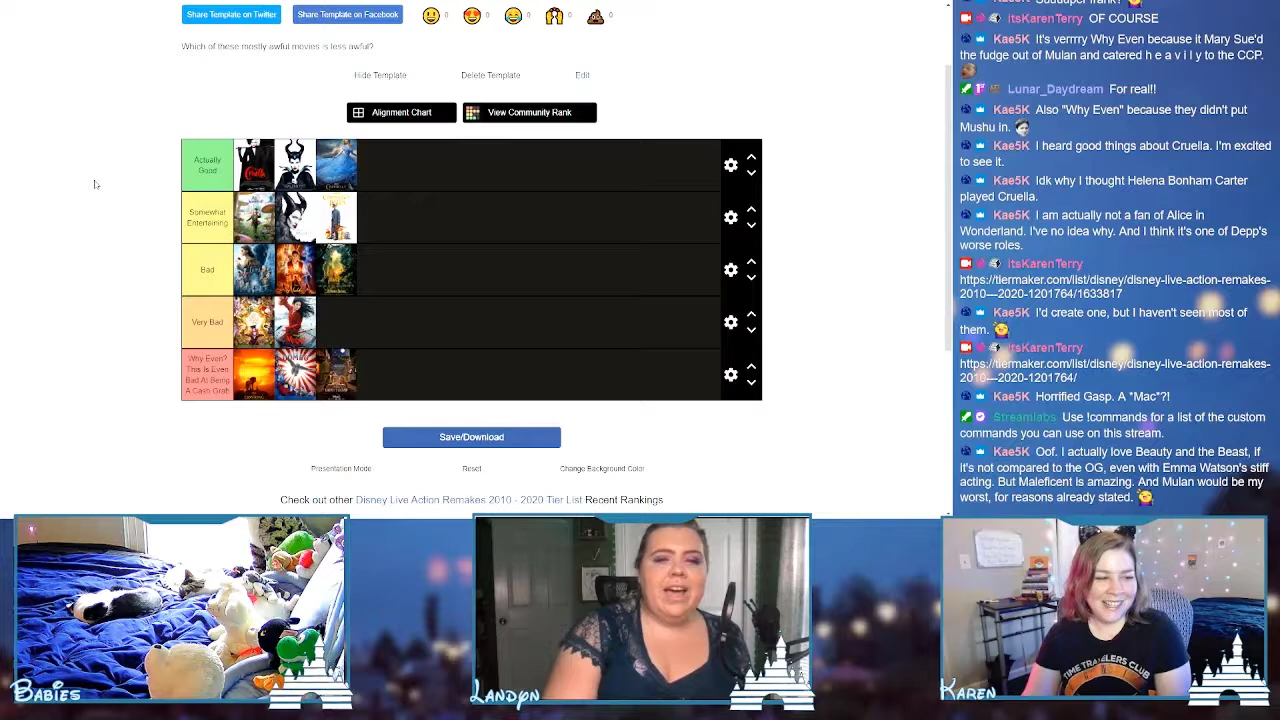 Share Template on Twitter
Share Template on Facebook
0
0
0
0
0
Which of these mostly awful movies is less awful?
Hide Template
Delete Template
Edit
Alignment Chart
View Community Rank
Actually
Good
Somewhat
Entertaining
Bad
Very Bad
Why Even?
This Is Even
Bad At Being
A Cash Grab
Save/Download
Presentation Mode
Reset
Change Background Color
Check out other Disney Live Action Remakes 2010 - 2020 Tier List Recent Rankings
itsKarenTerry OF COURSE
Kae5K It's verrry Why Even because it Mary Sue'd
the fudge out of Mulan and catered h e a v i l y to the CCP.
Lunar_Daydream For real!!
Kae5K Also "Why Even" because they cut
Mushu in.
Kae5K I heard good things about Cruella. I'm excited
to see it.
Kae5K Idk why I thought Helena Bonham Carter
played Cruella.
Kae5K I am actually not a fan of Alice in
Wonderland. I've no idea why. And I think it's one of Depp's
worse roles.
itsKarenTerry
https://tiermaker.com/list/disney/disney-live-action-remakes-
2010---2020-1201764/1633817
Kae5K I'd create one, but I haven't seen most of
them.
itsKarenTerry
https://tiermaker.com/list/disney/disney-live-action-remakes-
2010---2020-1201764/
Kae5K Horrified Gasp. A "Mac"?!
Streamlabs Use !commands for a list of the custom
commands you can use on this stream.
Kae5K Oof. I actually love Beauty and the Beast, if
it's not compared to the OG, even with Emma Watson's stiff
acting. But Maleficent is amazing. And Mulan would be my
worst, for reasons already stated.
Babies
Landyn
Karen
TIME TRAVELERS CLUB